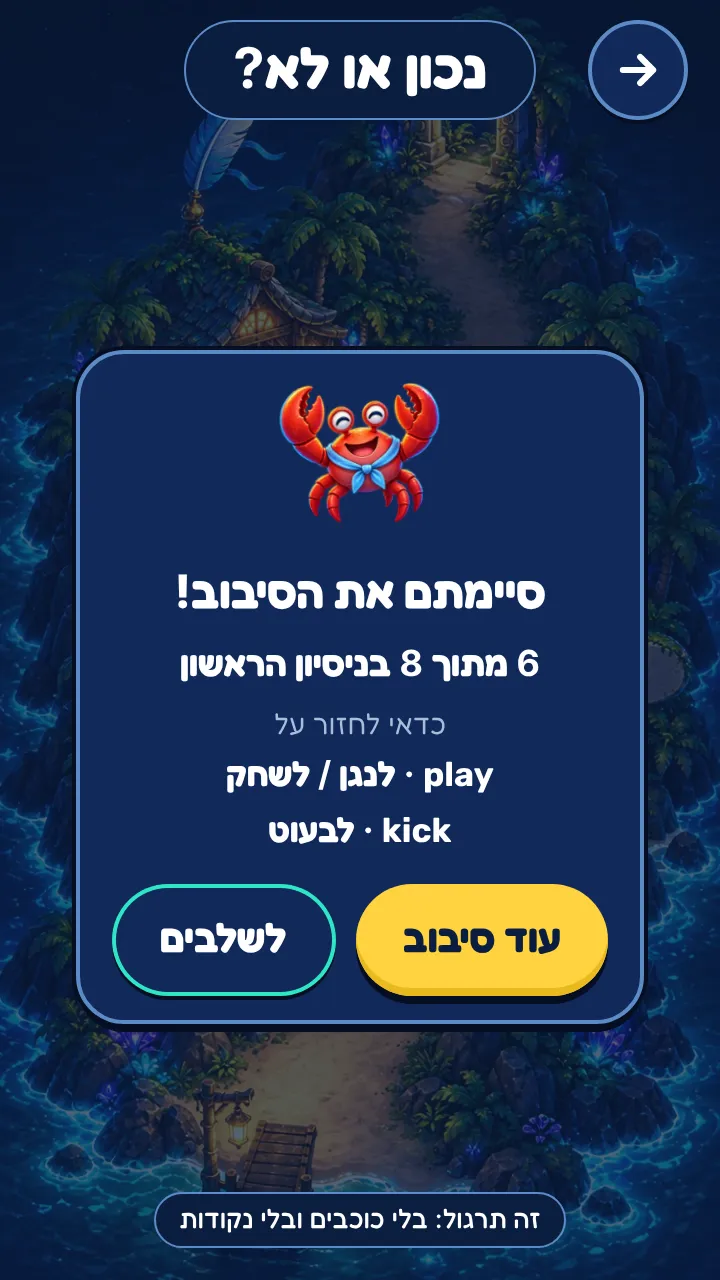 נכון או לא?
סיימתם את הסיבוב!
6 מתוך 8 בניסיון הראשון
כדאי לחזור על
play · לנגן / לשחק
kick · לבעוט
עוד סיבוב
לשלבים
זה תרגול: בלי כוכבים ובלי נקודות